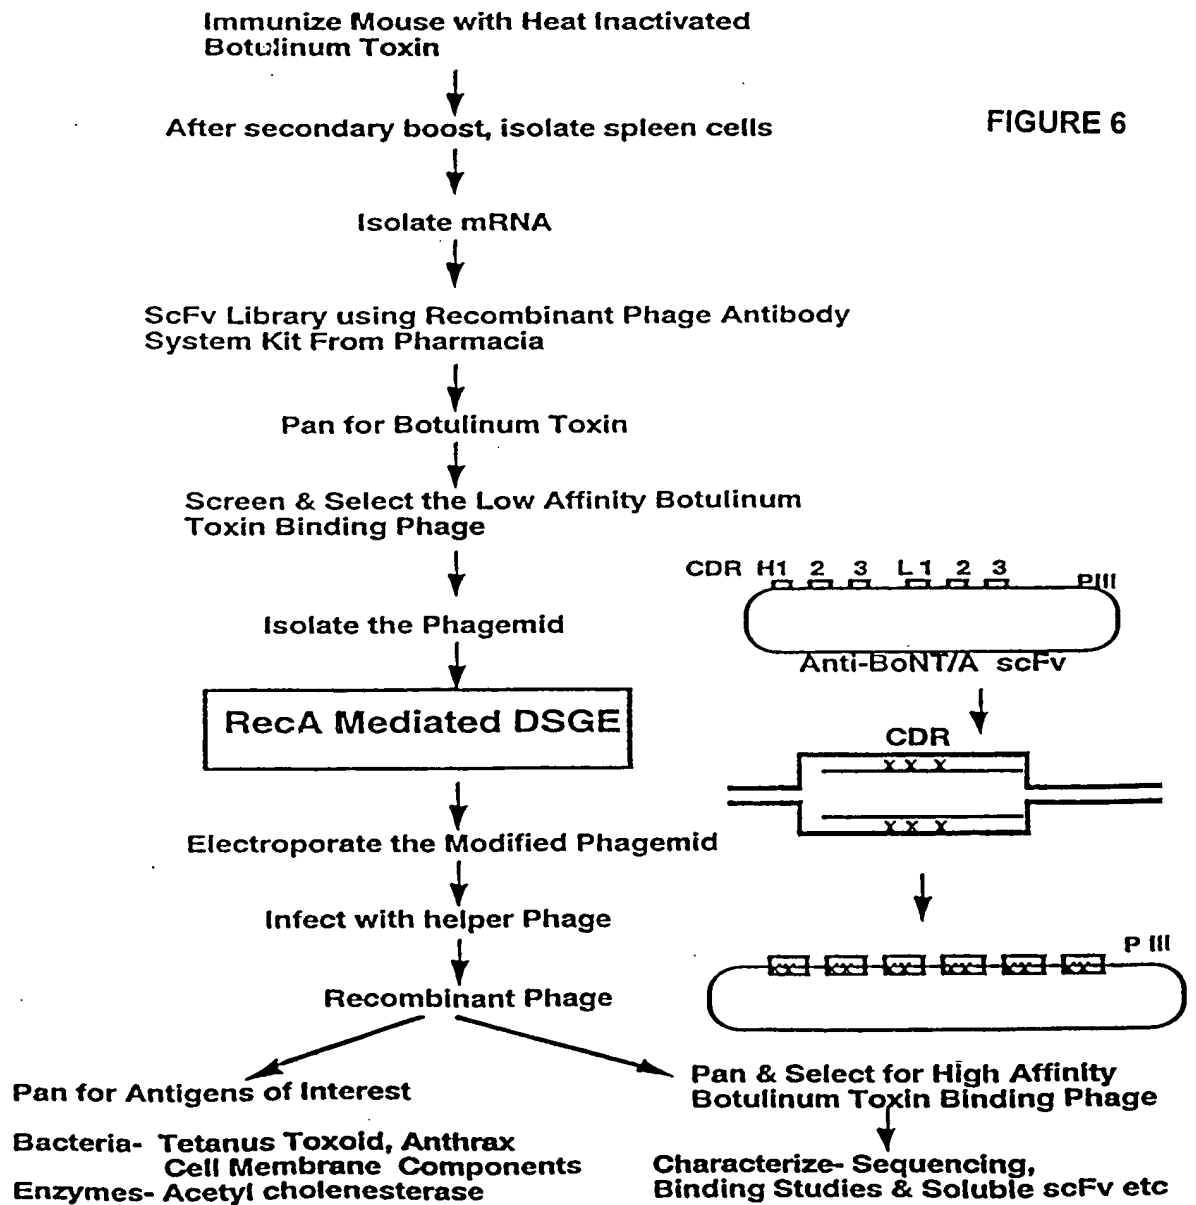 Immunize Mouse with Heat Inactivated
Botulinum Toxin
After secondary boost, isolate spleen cells
FIGURE 6
Isolate mRNA
ScFv Library using Recombinant Phage Antibody
System Kit From Pharmacia
Pan for Botulinum Toxin
Screen & Select the Low Affinity Botulinum
Toxin Binding Phage
Isolate the Phagemid
RecA Mediated DSGE
Electroporate the Modified Phagemid
Infect with helper Phage
Recombinant Phage
CDR H1 2 3 L1 2 3 PIII
Anti-BoNT/A scFv
CDR
x x x
x x x
P III
Pan for Antigens of Interest
Bacteria- Tetanus Toxoid, Anthrax
Cell Membrane Components
Enzymes- Acetyl cholenesterase
Pan & Select for High Affinity
Botulinum Toxin Binding Phage
Characterize- Sequencing,
Binding Studies & Soluble scFv etc